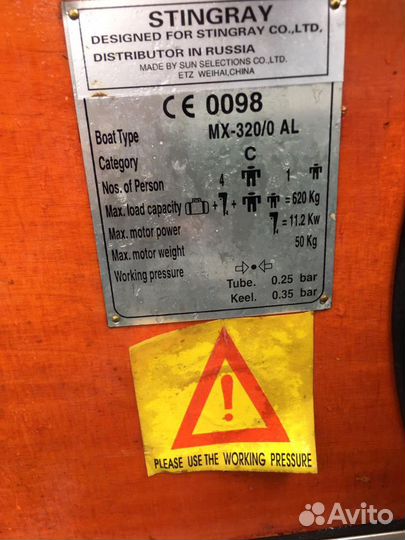 STINGRAY
DESIGNED FOR STINGRAY CO.,LTD,
DISTRIBUTOR IN RUSSIA
MADE BY SUN SELECTIONS CO.,LTD.
ETZ WEIHAI,CHINA
CE 0098
Boat Type MX-320/0 AL
Category C
Nos. of Person 4 1
Max. load capacity + + =620 Kg
Max. motor power =11.2 Kw
Max. motor weight 50 Kg
Working pressure
Tube. 0.25 bar
Keel. 0.35 bar
!
PLEASE USE THE WORKING PRESSURE
Avito